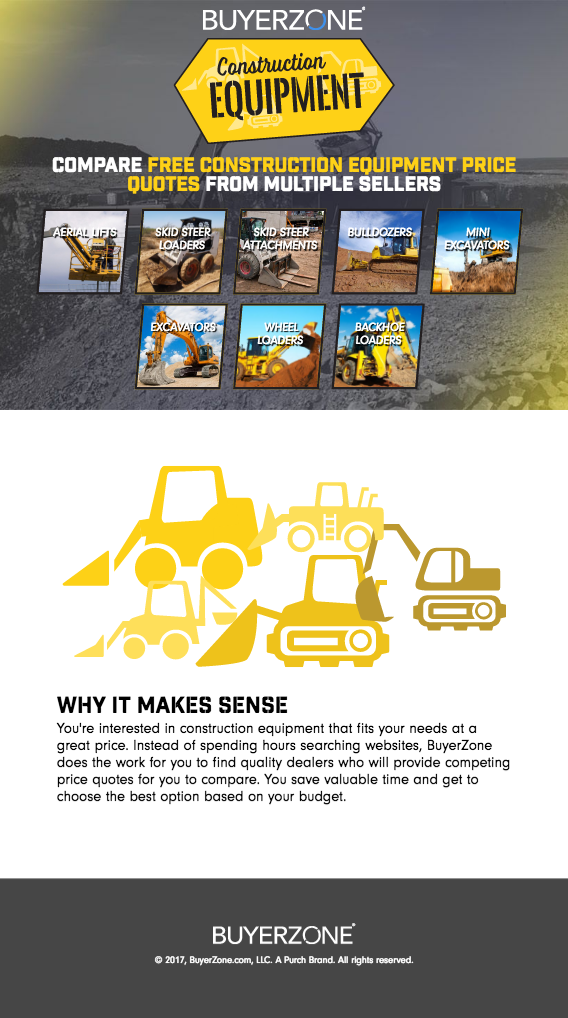 BUYERZONE®
Construction
EQUIPMENT
COMPARE FREE CONSTRUCTION EQUIPMENT PRICE
QUOTES FROM MULTIPLE SELLERS
AERIAL LIFTS
SKID STEER
LOADERS
SKID STEER
ATTACHMENTS
BULLDOZERS
MINI
EXCAVATORS
EXCAVATORS
WHEEL
LOADERS
BACKHOE
LOADERS
WHY IT MAKES SENSE
You're interested in construction equipment that fits your needs at a
great price. Instead of spending hours searching websites, BuyerZone
does the work for you to find quality dealers who will provide competing
price quotes for you to compare. You save valuable time and get to
choose the best option based on your budget.
BUYERZONE®
© 2017, BuyerZone.com, LLC. A Purch Brand. All rights reserved.